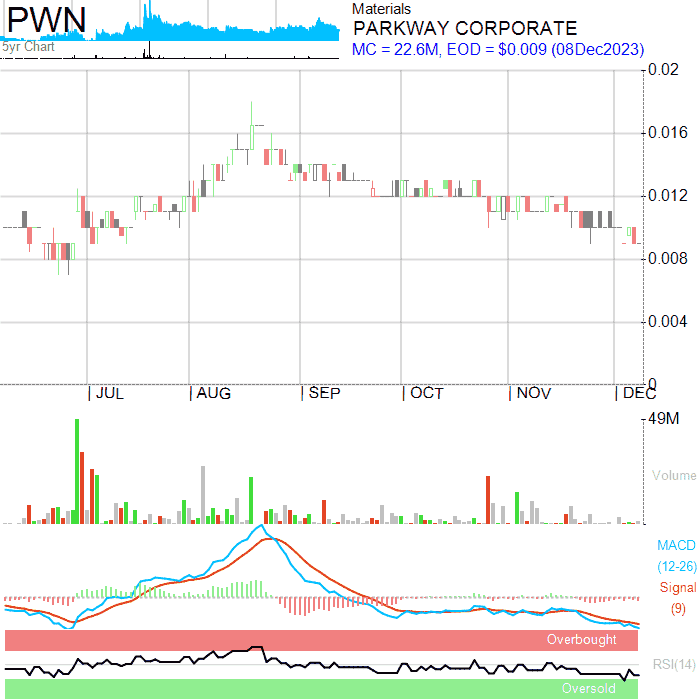 PWN
5yr Chart
Materials
PARKWAY CORPORATE
MC = 22.6M, EOD = $0.009 (08Dec2023)
0.02
0.016
0.012
0.008
0.004
0
JUL AUG SEP OCT NOV DEC
49M
Volume
MACD
(12-26)
Signal
(9)
Overbought
RSI(14)
Oversold